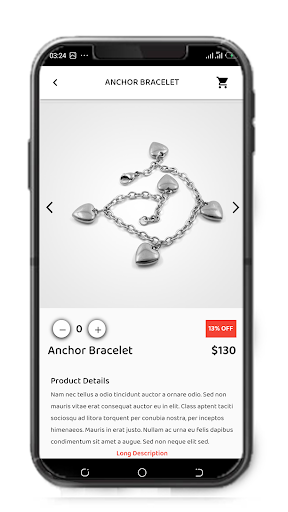 03:24
ANCHOR BRACELET
0
13% OFF
Anchor Bracelet
$130
Product Details
Nam nec tellus a odio tincidunt auctor a ornare odio. Sed non
mauris vitae erat consequat auctor eu in elit. Class aptent taciti
sociosqu ad litora torquent per conubia nostra, per inceptos
himenaeos. Mauris in erat justo. Nullam ac urna eu felis dapibus
condimentum sit amet a augue. Sed non neque elit sed.
Long Description